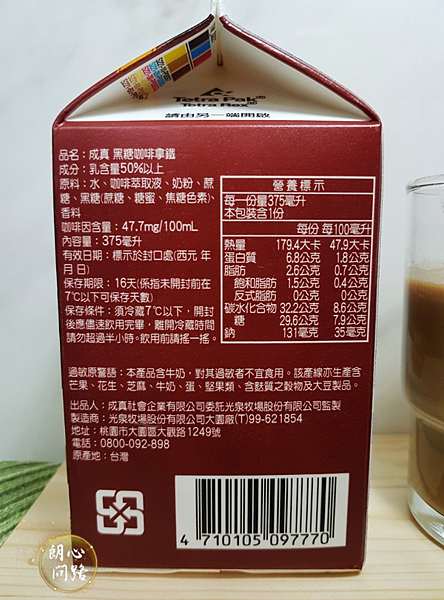 Tetra Pak®
Tetra Rex®
請由另一端開啟
品名：成真 黑糖咖啡拿鐵
成分：乳含量50%以上
原料：水、咖啡萃取液、奶粉、蔗
糖、黑糖(蔗糖、糖蜜、焦糖色素)、
香料
咖啡因含量：47.7mg/100mL
內容量：375毫升
有效日期：標示於封口處(西元 年
月 日)
保存期限：16天(係指未開封前在
7℃以下可保存天數)
保存條件：須冷藏7℃以下，開封
後應儘速飲用完畢，離開冷藏時間
請勿超過半小時。飲用前請搖一搖。
營養標示
每一份量375毫升
本包裝含1份
每份 每100毫升
熱量 179.4大卡 47.9大卡
蛋白質 6.8公克 1.8公克
脂肪 2.6公克 0.7公克
飽和脂肪 1.5公克 0.4公克
反式脂肪 0公克 0公克
碳水化合物 32.2公克 8.6公克
糖 29.6公克 7.9公克
鈉 131毫克 35毫克
過敏原警語：本產品含牛奶，對其過敏者不宜食用。該產線亦生產含
芒果、花生、芝麻、牛奶、蛋、堅果類、含麩質之穀物及大豆製品。
出品人：成真社會企業有限公司委託光泉牧場股份有限公司監製
製造商：光泉牧場股份有限公司大園廠(T)99-621854
地址：桃園市大園區大觀路1249號
電話：0800-092-898
原產地：台灣
4 710105 097770
朗心
問路